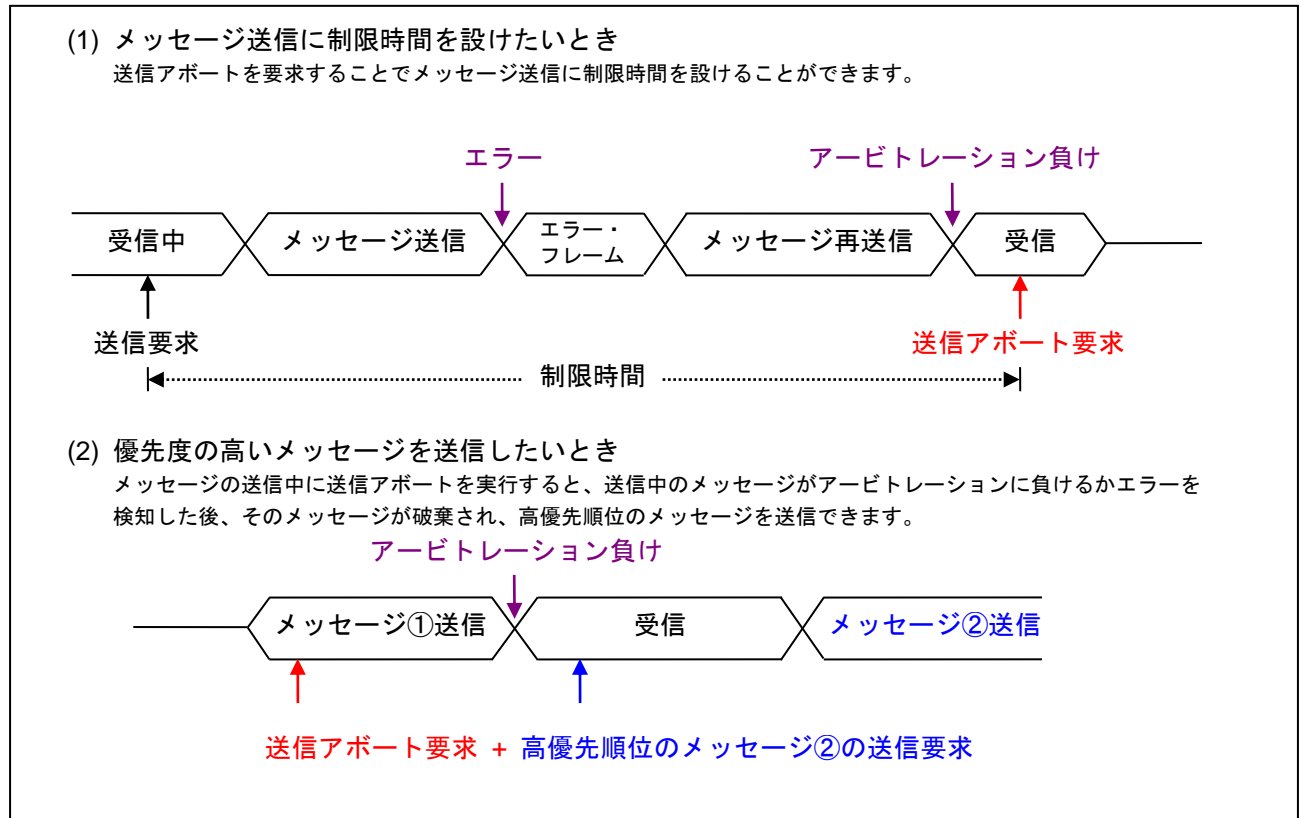 (1) メッセージ送信に制限時間を設けたいとき
送信アボートを要求することでメッセージ送信に制限時間を設けることができます。
エラー
アービトレーション負け
受信中
メッセージ送信
エラー・
フレーム
メッセージ再送信
受信
送信要求
送信アボート要求
制限時間
(2) 優先度の高いメッセージを送信したいとき
メッセージの送信中に送信アボートを実行すると、送信中のメッセージがアービトレーションに負けるかエラーを
検知した後、そのメッセージが破棄され、高優先順位のメッセージを送信できます。
アービトレーション負け
メッセージ①送信
受信
メッセージ②送信
送信アボート要求 + 高優先順位のメッセージ②の送信要求